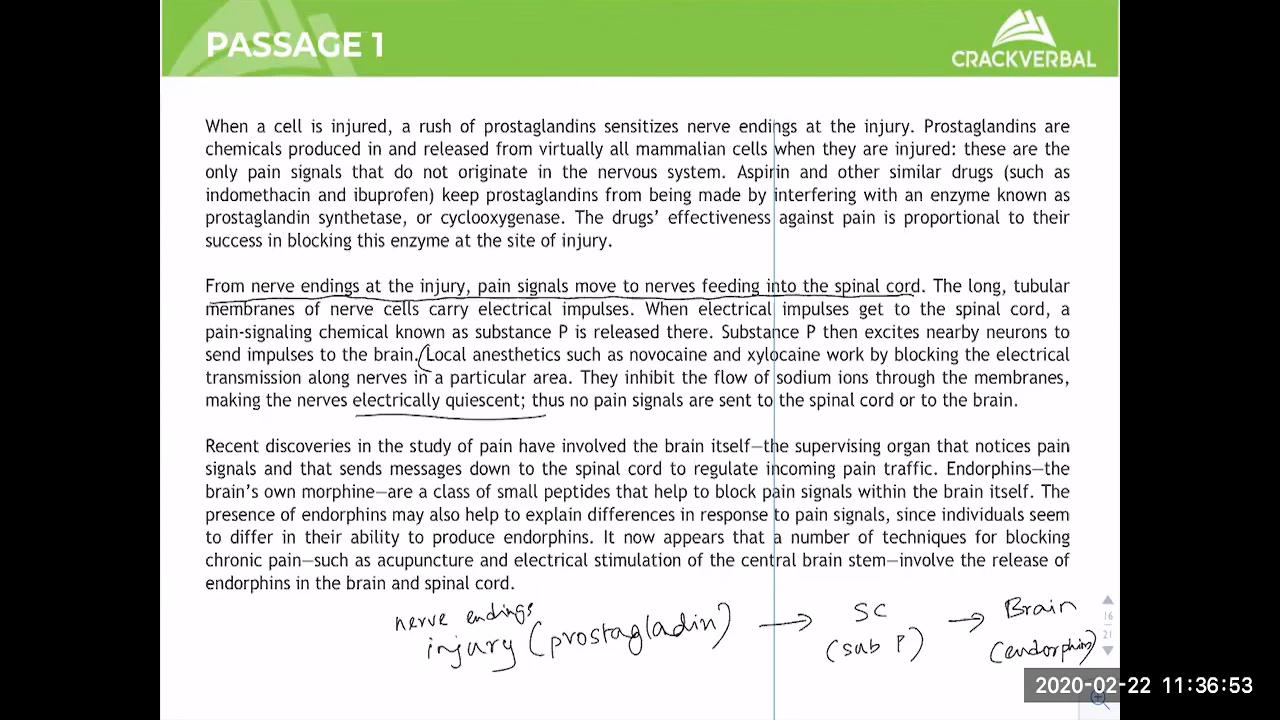 PASSAGE 1
CRACKVERBAL
When a cell is injured, a rush of prostaglandins sensitizes nerve endings at the injury. Prostaglandins are
chemicals produced in and released from virtually all mammalian cells when they are injured: these are the
only pain signals that do not originate in the nervous system. Aspirin and other similar drugs (such as
indomethacin and ibuprofen) keep prostaglandins from being made by interfering with an enzyme known as
prostaglandin synthetase, or cyclooxygenase. The drugs' effectiveness against pain is proportional to their
success in blocking this enzyme at the site of injury.
From nerve endings at the injury, pain signals move to nerves feeding into the spinal cord. The long, tubular
membranes of nerve cells carry electrical impulses. When electrical impulses get to the spinal cord, a
pain-signaling chemical known as substance P is released there. Substance P then excites nearby neurons to
send impulses to the brain. Local anesthetics such as novocaine and xylocaine work by blocking the electrical
transmission along nerves in a particular area. They inhibit the flow of sodium ions through the membranes,
making the nerves electrically quiescent; thus no pain signals are sent to the spinal cord or to the brain.
Recent discoveries in the study of pain have involved the brain itself—the supervising organ that notices pain
signals and that sends messages down to the spinal cord to regulate incoming pain traffic. Endorphins—the
brain's own morphine—are a class of small peptides that help to block pain signals within the brain itself. The
presence of endorphins may also help to explain differences in response to pain signals, since individuals seem
to differ in their ability to produce endorphins. It now appears that a number of techniques for blocking
chronic pain—such as acupuncture and electrical stimulation of the central brain stem—involve the release of
endorphins in the brain and spinal cord.
nerve endings
injury (prostagladin) → SC → Brain
(sub P) (endorphins)
16
21
2020-02-22 11:36:53